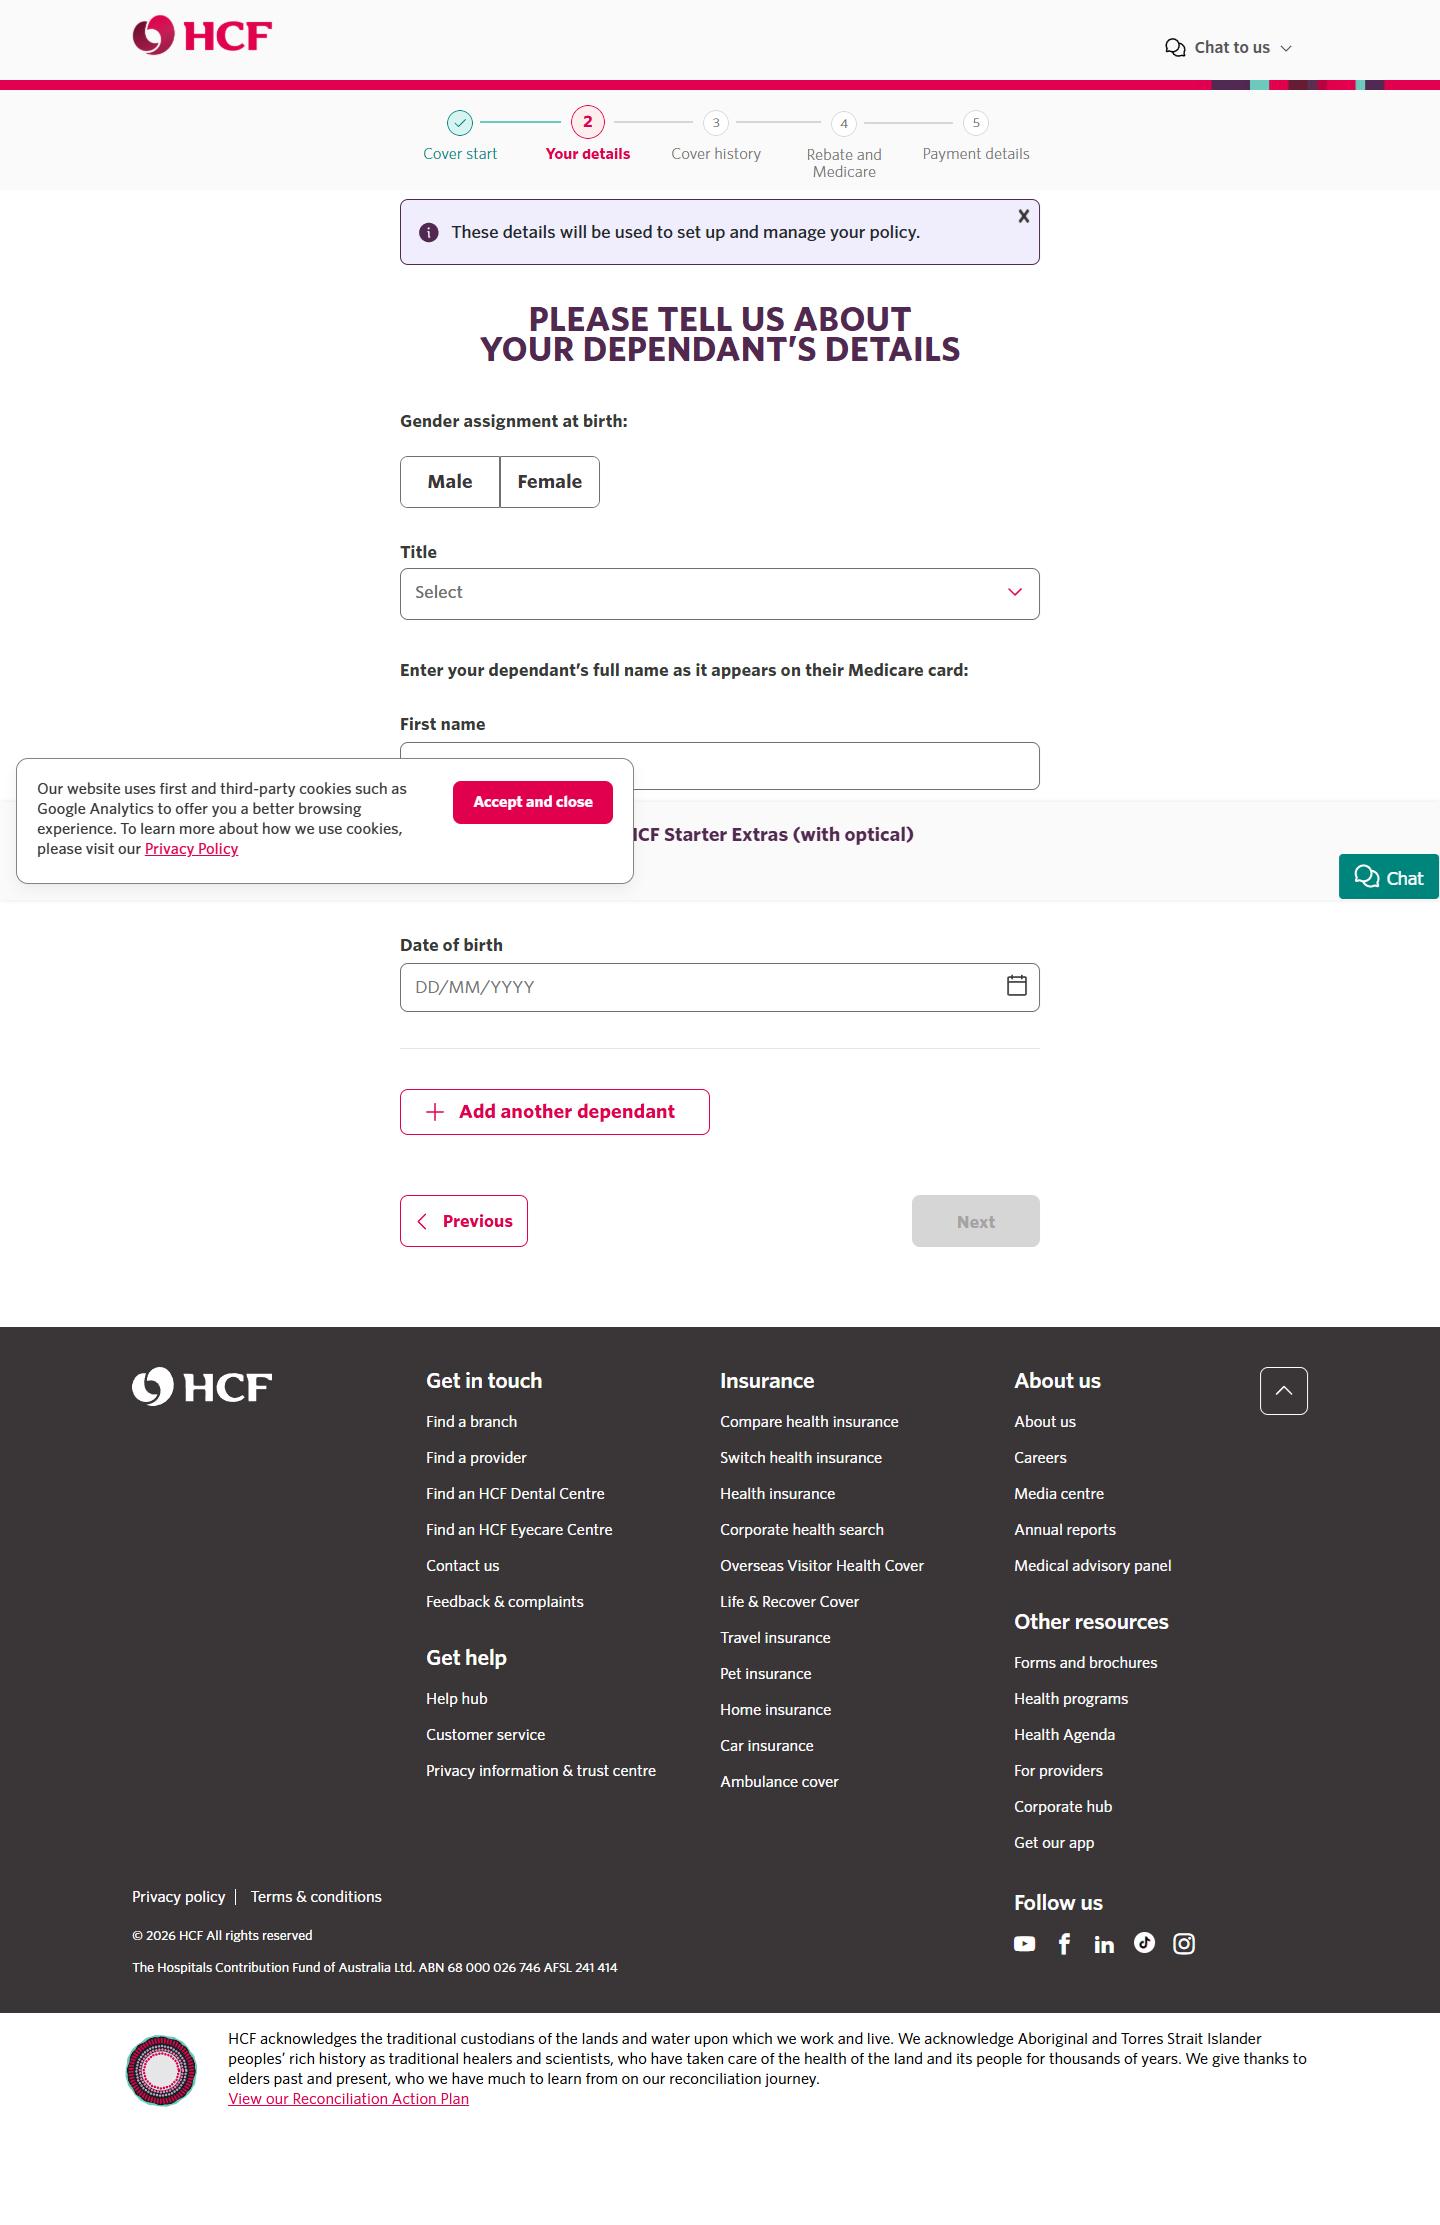 HCF
Chat to us
2
3
4
5
Cover start
Your details
Cover history
Rebate and
Medicare
Payment details
These details will be used to set up and manage your policy.
X
PLEASE TELL US ABOUT
YOUR DEPENDANT’S DETAILS
Gender assignment at birth:
Male
Female
Title
Select
Enter your dependant’s full name as it appears on their Medicare card:
First name
Our website uses first and third-party cookies such as
Google Analytics to offer you a better browsing
experience. To learn more about how we use cookies,
please visit our Privacy Policy
Accept and close
HCF Starter Extras (with optical)
Chat
Date of birth
DD/MM/YYYY
Add another dependant
Previous
Next
HCF
Get in touch
Find a branch
Find a provider
Find an HCF Dental Centre
Find an HCF Eyecare Centre
Contact us
Feedback & complaints
Get help
Help hub
Customer service
Privacy information & trust centre
Insurance
Compare health insurance
Switch health insurance
Health insurance
Corporate health search
Overseas Visitor Health Cover
Life & Recover Cover
Travel insurance
Pet insurance
Home insurance
Car insurance
Ambulance cover
About us
About us
Careers
Media centre
Annual reports
Medical advisory panel
Other resources
Forms and brochures
Health programs
Health Agenda
For providers
Corporate hub
Get our app
Follow us
Privacy policy
Terms & conditions
© 2026 HCF All rights reserved
The Hospitals Contribution Fund of Australia Ltd. ABN 68 000 026 746 AFSL 241 414
HCF acknowledges the traditional custodians of the lands and water upon which we work and live. We acknowledge Aboriginal and Torres Strait Islander
peoples’ rich history as traditional healers and scientists, who have taken care of the health of the land and its people for thousands of years. We give thanks to
elders past and present, who we have much to learn from on our reconciliation journey.
View our Reconciliation Action Plan